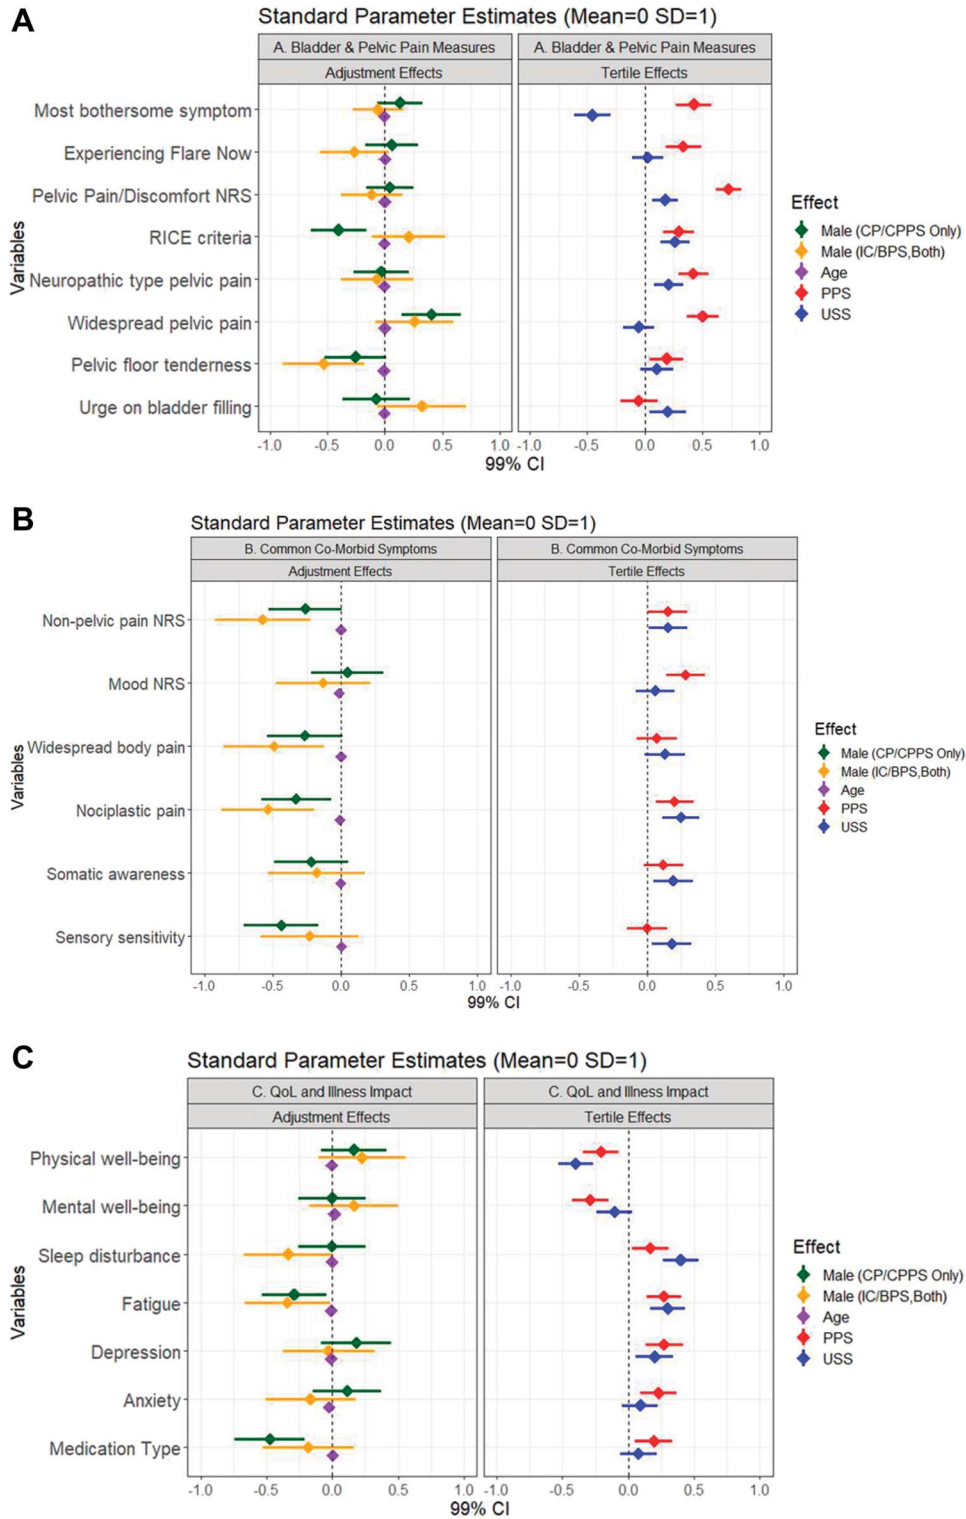 A
Standard Parameter Estimates (Mean=0 SD=1)
A. Bladder & Pelvic Pain Measures
A. Bladder & Pelvic Pain Measures
Adjustment Effects
Tertile Effects
Variables
Most bothersome symptom
Experiencing Flare Now
Pelvic Pain/Discomfort NRS
RICE criteria
Neuropathic type pelvic pain
Widespread pelvic pain
Pelvic floor tenderness
Urge on bladder filling
-1.0 -0.5 0.0 0.5 1.0
-1.0 -0.5 0.0 0.5 1.0
99% CI
Effect
Male (CP/CPPS Only)
Male (IC/BPS,Both)
Age
PPS
USS
B
Standard Parameter Estimates (Mean=0 SD=1)
B. Common Co-Morbid Symptoms
B. Common Co-Morbid Symptoms
Adjustment Effects
Tertile Effects
Variables
Non-pelvic pain NRS
Mood NRS
Widespread body pain
Nociplastic pain
Somatic awareness
Sensory sensitivity
-1.0 -0.5 0.0 0.5 1.0
-1.0 -0.5 0.0 0.5 1.0
99% CI
Effect
Male (CP/CPPS Only)
Male (IC/BPS,Both)
Age
PPS
USS
C
Standard Parameter Estimates (Mean=0 SD=1)
C. QoL and Illness Impact
C. QoL and Illness Impact
Adjustment Effects
Tertile Effects
Variables
Physical well-being
Mental well-being
Sleep disturbance
Fatigue
Depression
Anxiety
Medication Type
-1.0 -0.5 0.0 0.5 1.0
-1.0 -0.5 0.0 0.5 1.0
99% CI
Effect
Male (CP/CPPS Only)
Male (IC/BPS,Both)
Age
PPS
USS